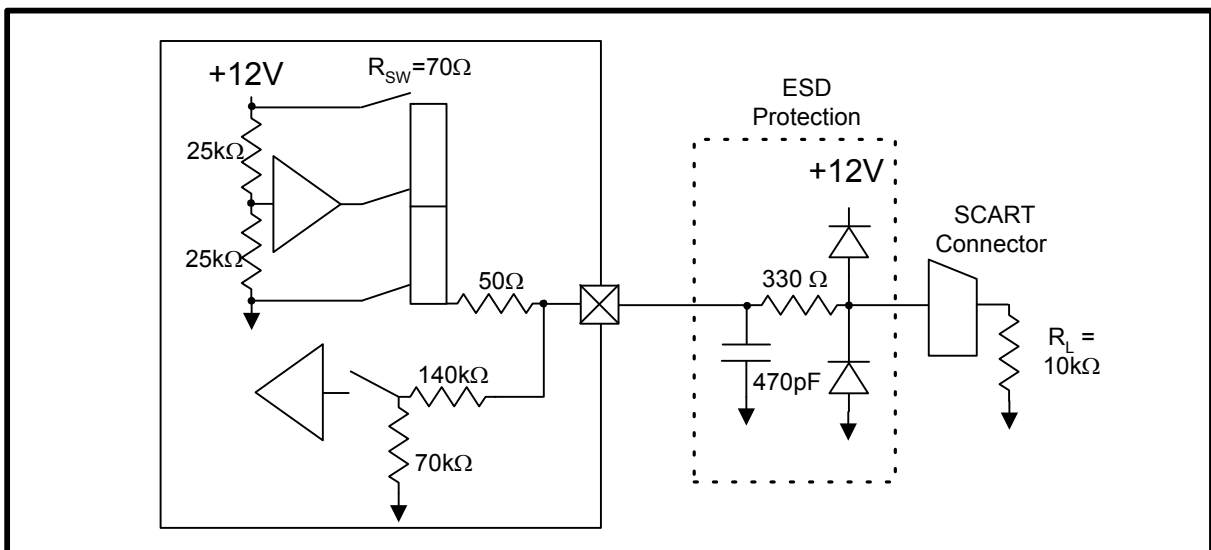 +12V
R_SW=70Ω
25kΩ
25kΩ
50Ω
140kΩ
70kΩ
ESD
Protection
+12V
330 Ω
470pF
SCART
Connector
R_L =
10kΩ